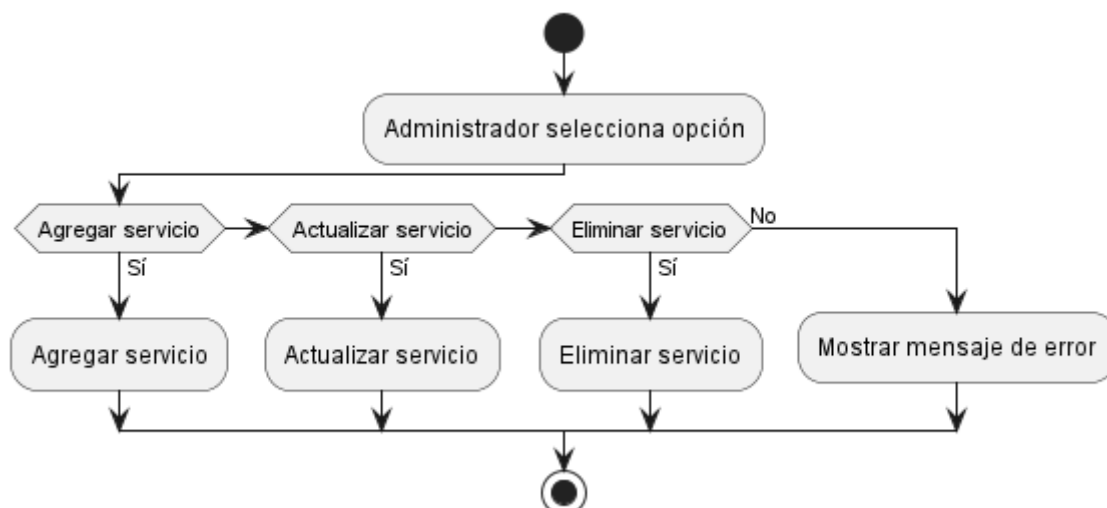 Administrador selecciona opción
Agregar servicio
Actualizar servicio
Eliminar servicio
No
Sí
Sí
Sí
Agregar servicio
Actualizar servicio
Eliminar servicio
Mostrar mensaje de error